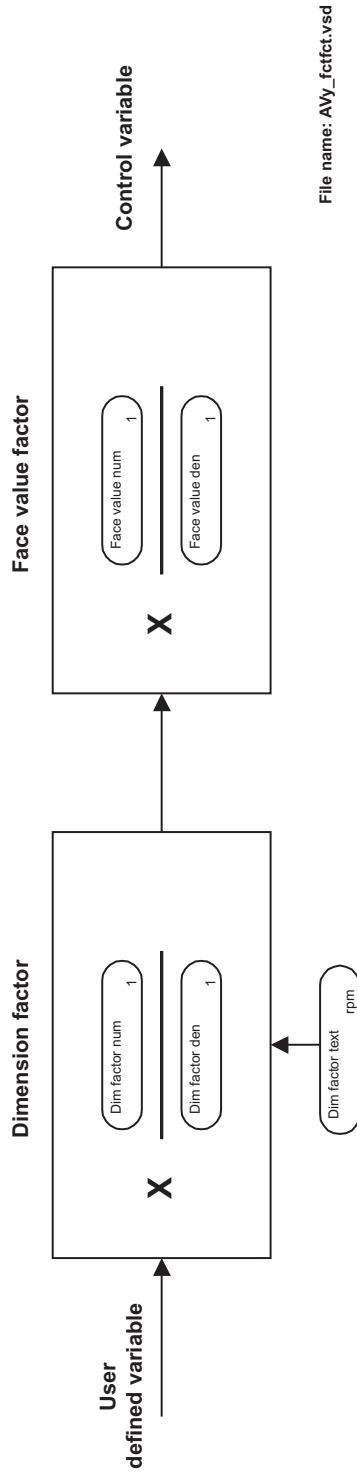 User
defined variable
Dimension factor
X
Dim factor num
1
Dim factor den
1
Dim factor text
rpm
Face value factor
X
Face value num
1
Face value den
1
Control variable
File name: AVy_fctfct.vsd